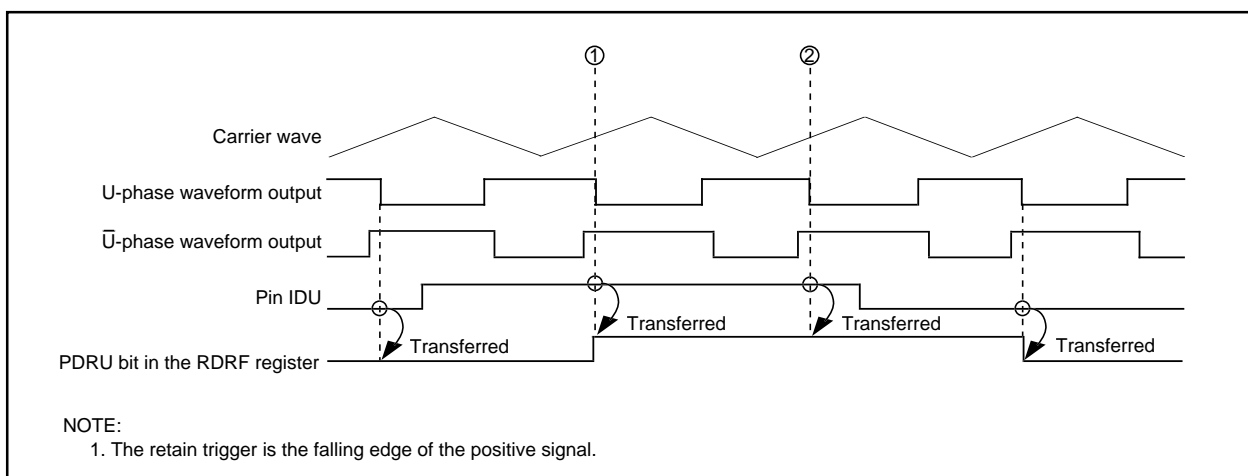 ① ②
Carrier wave
U-phase waveform output
U̅-phase waveform output
Pin IDU
Transferred Transferred
Transferred Transferred
PDRU bit in the RDRF register
NOTE:
1. The retain trigger is the falling edge of the positive signal.